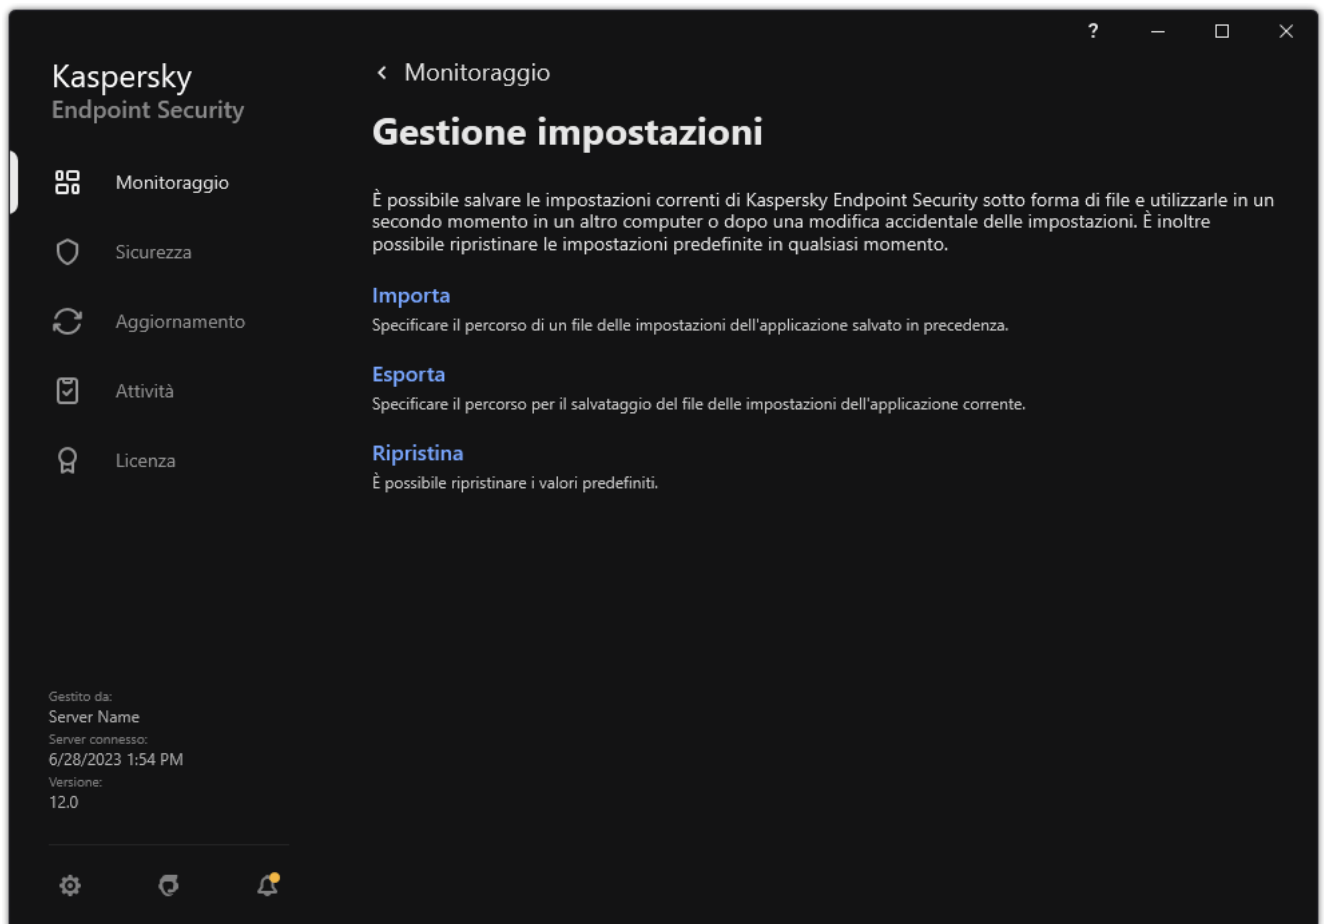 ?
Kaspersky
Endpoint Security
Monitoraggio
Sicurezza
Aggiornamento
Attività
Licenza
Gestito da:
Server Name
Server connesso:
6/28/2023 1:54 PM
Versione:
12.0
Monitoraggio
Gestione impostazioni
È possibile salvare le impostazioni correnti di Kaspersky Endpoint Security sotto forma di file e utilizzarle in un
secondo momento in un altro computer o dopo una modifica accidentale delle impostazioni. È inoltre
possibile ripristinare le impostazioni predefinite in qualsiasi momento.
Importa
Specificare il percorso di un file delle impostazioni dell'applicazione salvato in precedenza.
Esporta
Specificare il percorso per il salvataggio del file delle impostazioni dell'applicazione corrente.
Ripristina
È possibile ripristinare i valori predefiniti.